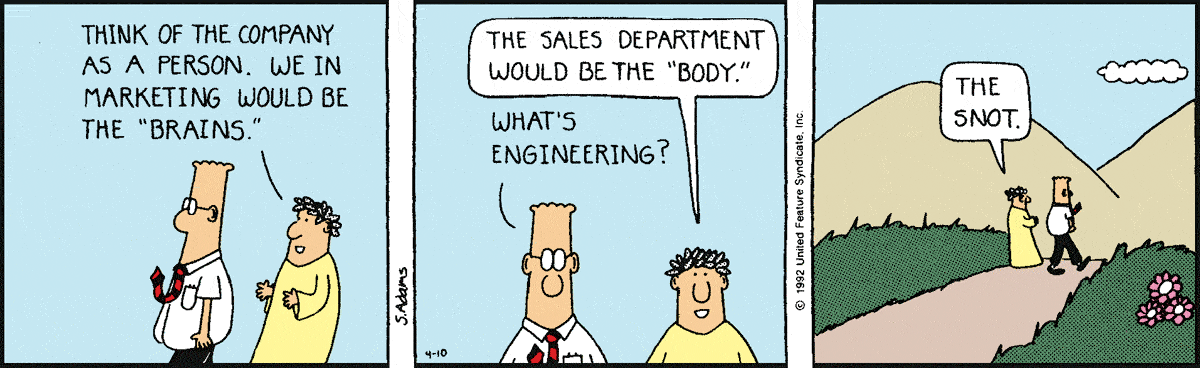 THINK OF THE COMPANY
AS A PERSON. WE IN
MARKETING WOULD BE
THE "BRAINS."
S.Adams
THE SALES DEPARTMENT
WOULD BE THE "BODY."
WHAT'S
ENGINEERING?
4-10
© 1992 United Feature Syndicate, Inc.
THE
SNOT.